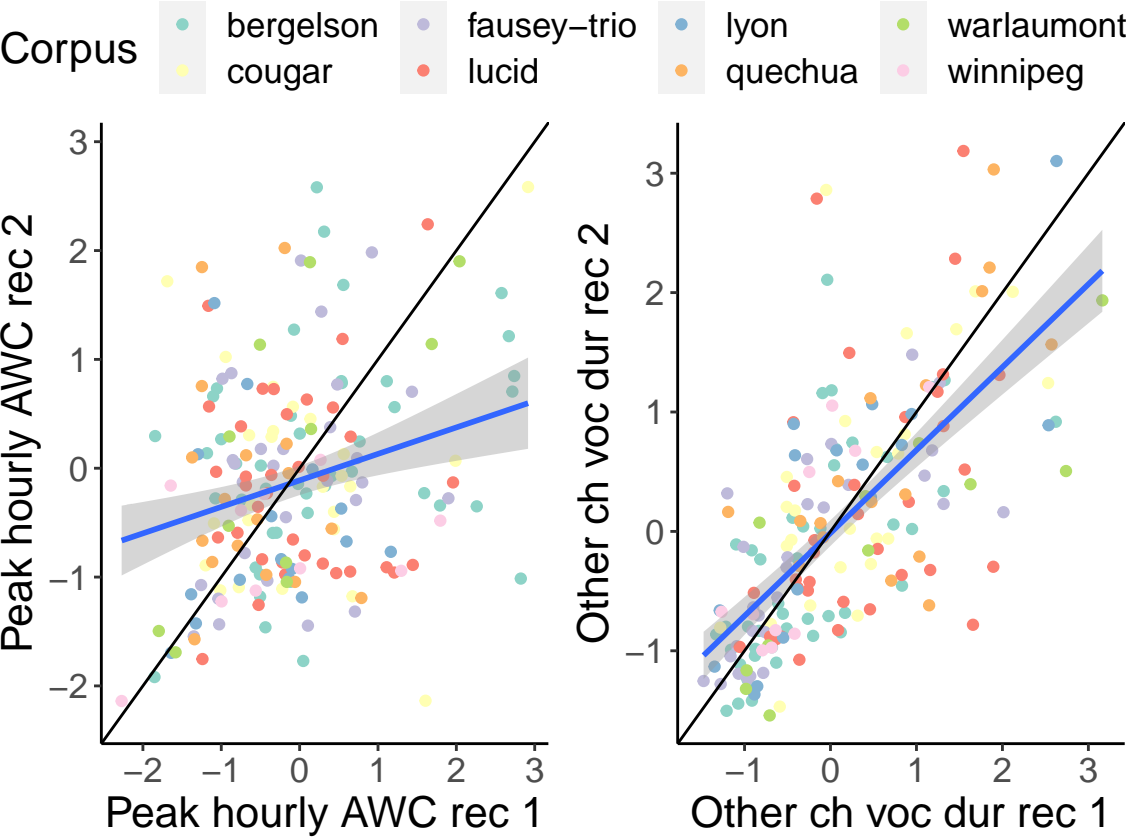 Corpus
bergelson
fausey−trio
lyon
warlaumont
cougar
lucid
quechua
winnipeg
3
2
1
0
−1
−2
Peak hourly AWC rec 2
−2 −1 0 1 2 3
Peak hourly AWC rec 1
3
2
1
0
−1
Other ch voc dur rec 2
−1 0 1 2 3
Other ch voc dur rec 1